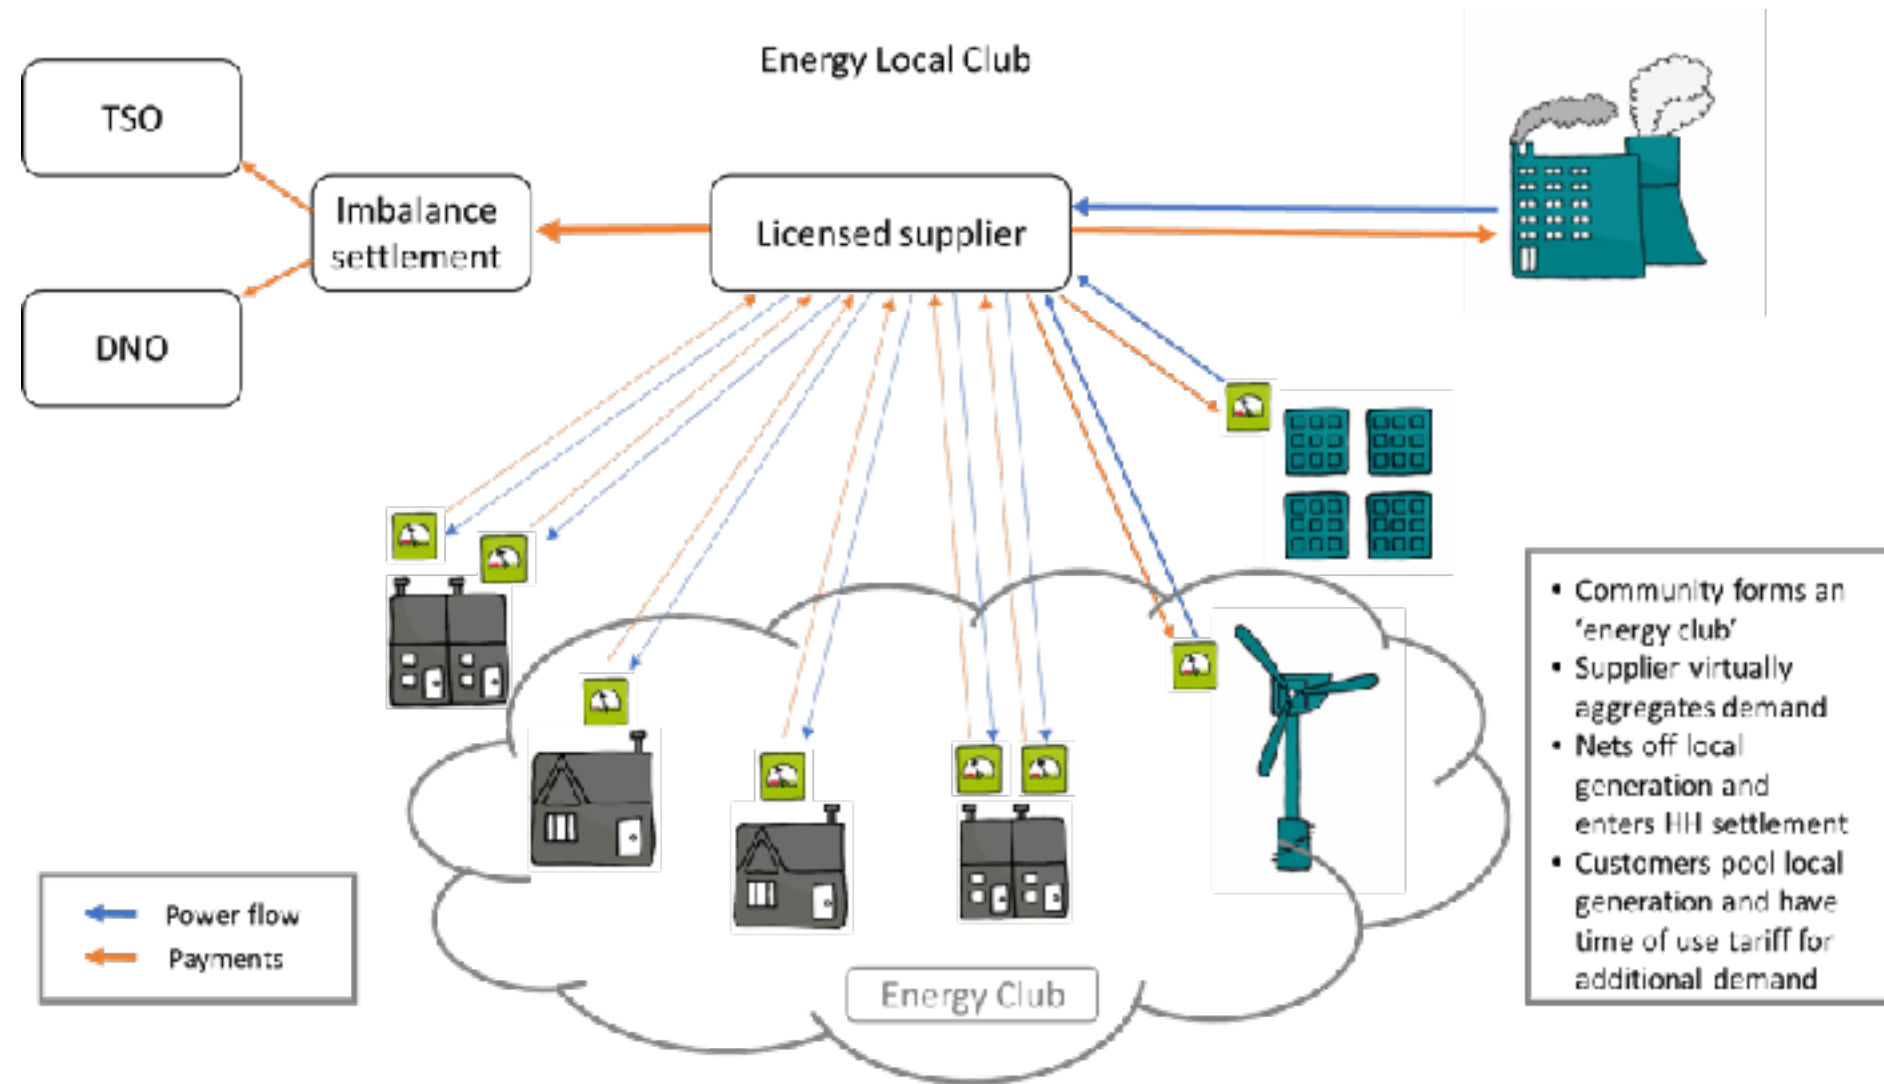 Energy Local Club
TSO
Imbalance
settlement
Licensed supplier
DNO
• Community forms an
'energy club'
• Supplier virtually
aggregates demand
• Nets off local
generation and
enters HH settlement
• Customers pool local
generation and have
time of use tariff for
additional demand
Power flow
Payments
Energy Club